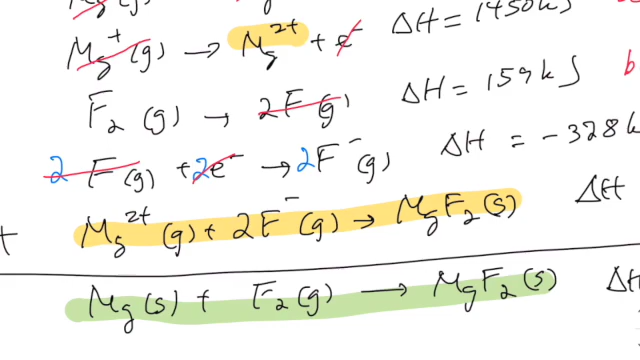 Mg⁺(g) → Mg²⁺ + e⁻ ΔH = 1450kJ
F₂(g) → 2F(g) ΔH = 159kJ b
2F(g) + 2e⁻ → 2F⁻(g) ΔH = -328k
+ Mg²⁺(g) + 2F⁻(g) → MgF₂(s) ΔH
Mg(s) + F₂(g) → MgF₂(s) ΔH